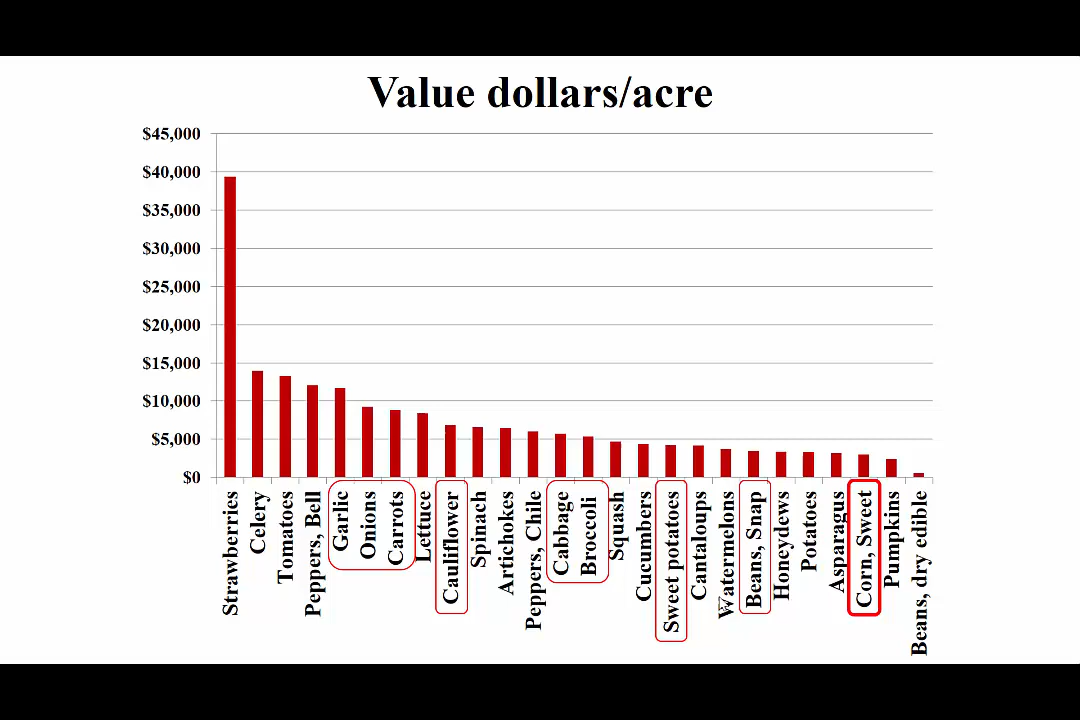 Value dollars/acre
$45,000
$40,000
$35,000
$30,000
$25,000
$20,000
$15,000
$10,000
$5,000
$0
Strawberries
Celery
Tomatoes
Peppers, Bell
Garlic
Onions
Carrots
Lettuce
Cauliflower
Spinach
Artichokes
Peppers, Chile
Cabbage
Broccoli
Squash
Cucumbers
Sweet potatoes
Cantaloups
Watermelons
Beans, Snap
Honeydews
Potatoes
Asparagus
Corn, Sweet
Pumpkins
Beans, dry edible